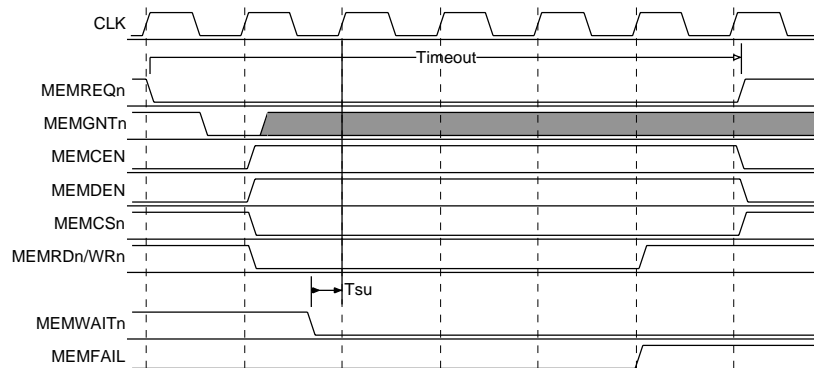 CLK
Timeout
MEMREQn
MEMGNTn
MEMCEN
MEMDEN
MEMCSn
MEMRDn/WRn
Tsu
MEMWAITn
MEMFAIL